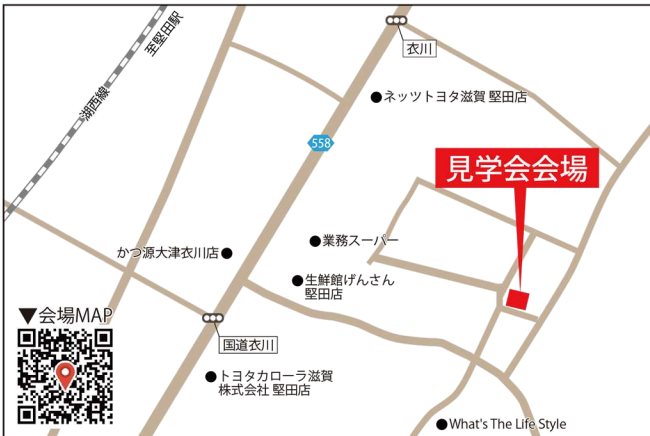 至堅田駅
湖西線
衣川
ネッツトヨタ滋賀 堅田店
558
見学会会場
業務スーパー
かつ源大津衣川店
生鮮館げんさん
堅田店
▼会場MAP
国道衣川
トヨタカローラ滋賀
株式会社 堅田店
What's The Life Style